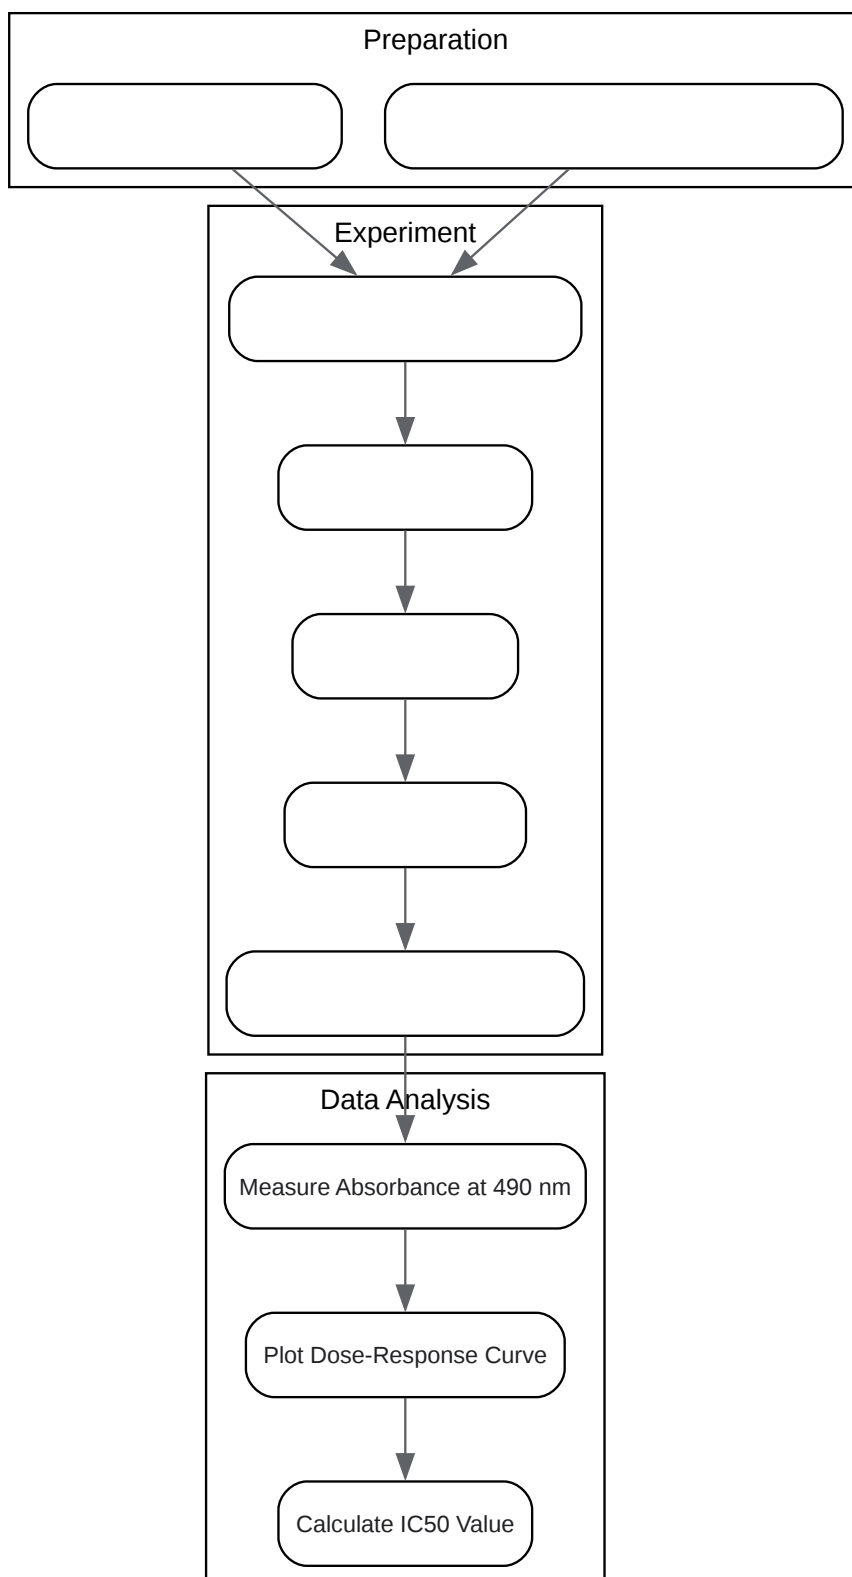 Preparation
Experiment
Data Analysis
Measure Absorbance at 490 nm
Plot Dose-Response Curve
Calculate IC50 Value